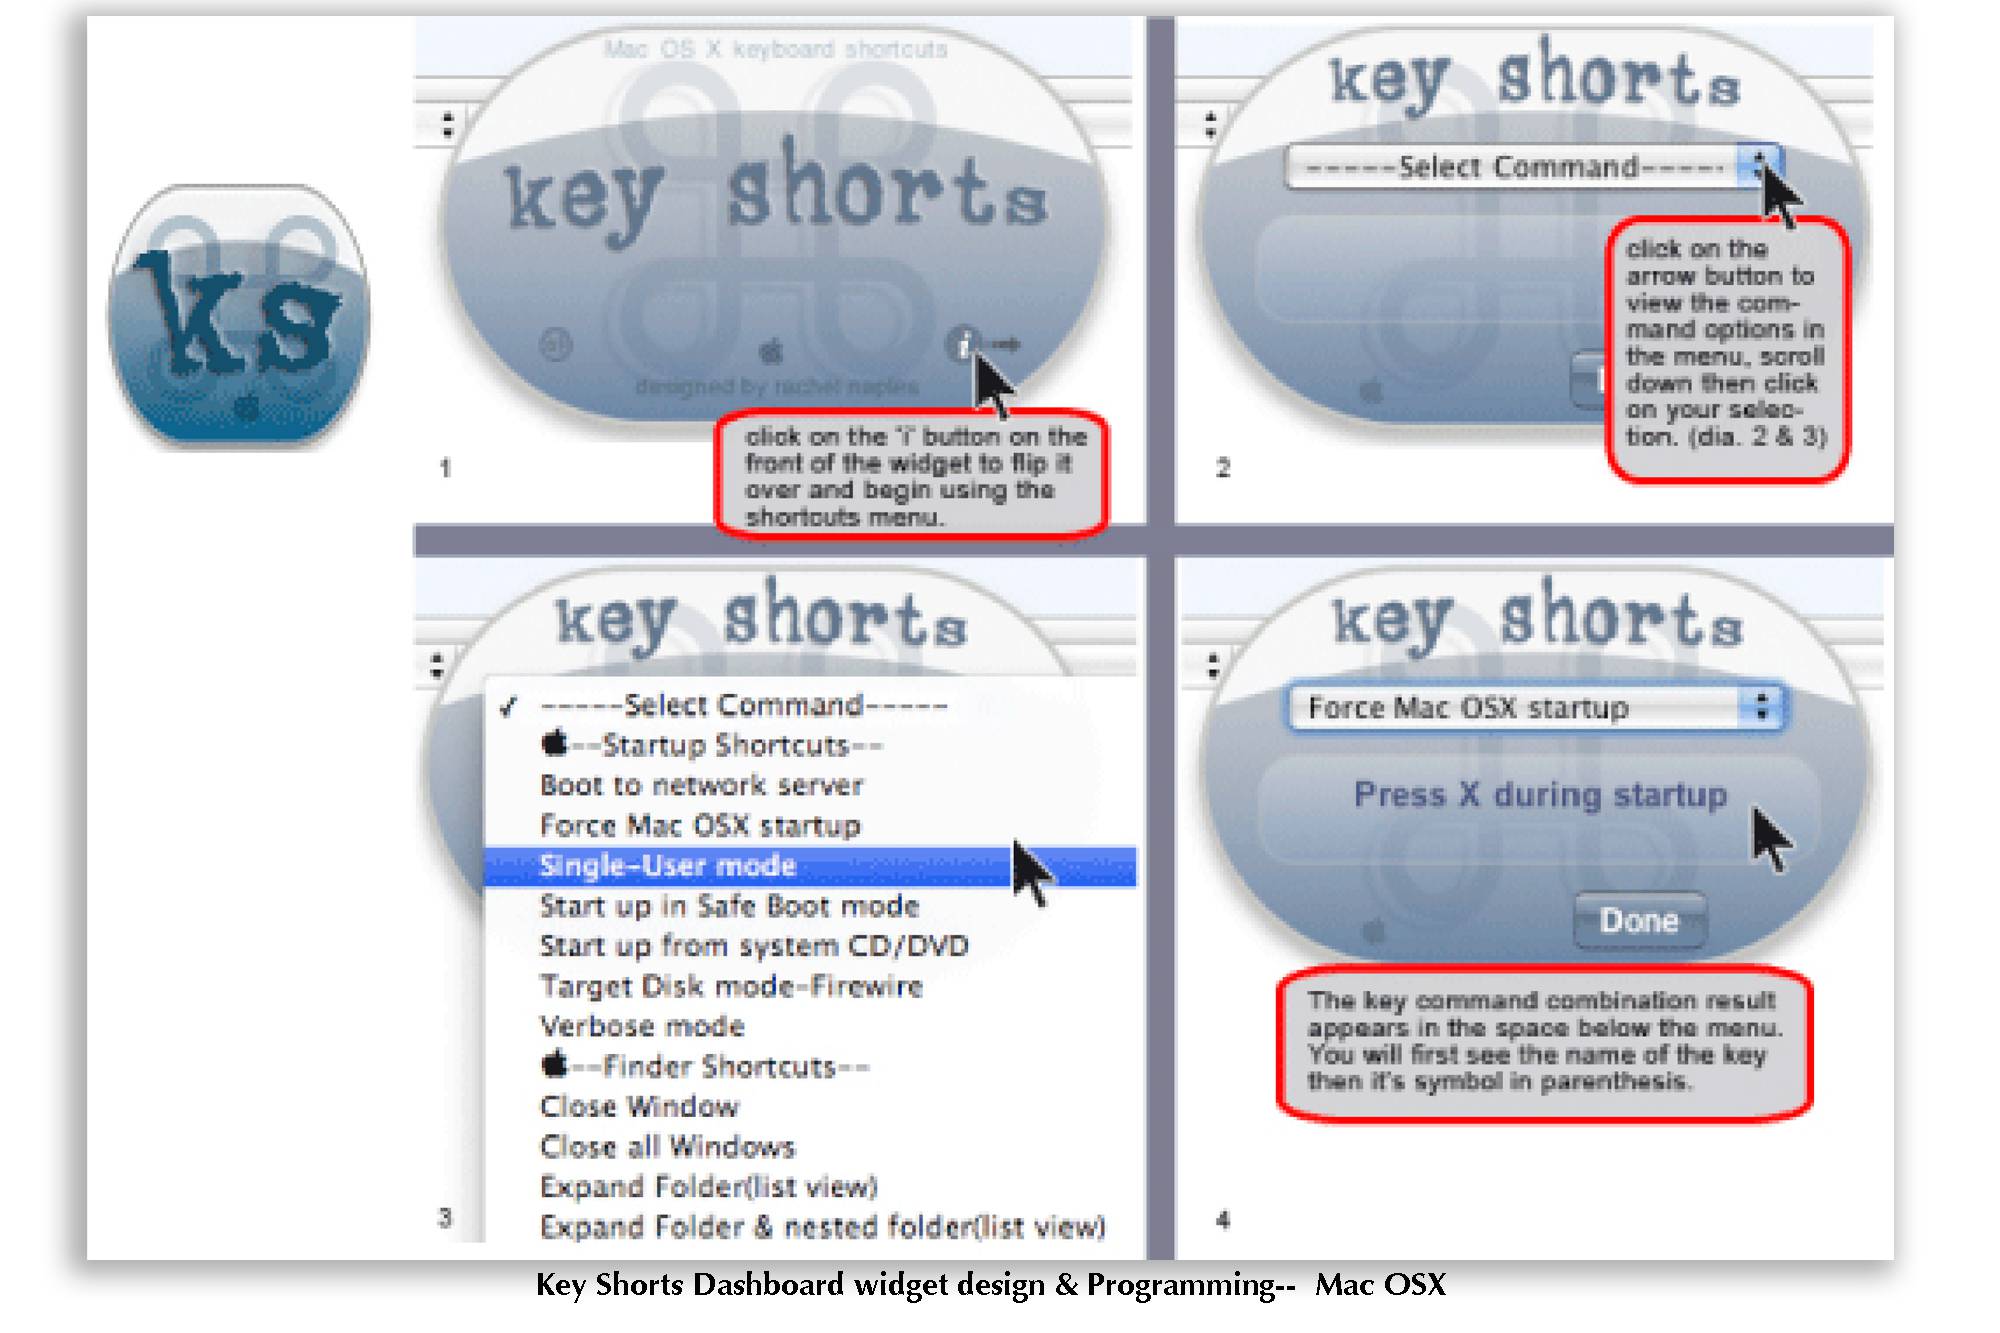 ks
Mac OS X keyboard shortcuts
key shorts
designed by rachel naples
click on the "i" button on the
front of the widget to flip it
over and begin using the
shortcuts menu.
1
key shorts
-----Select Command-----
click on the
arrow button to
view the com-
mand options in
the menu, scroll
down then click
on your selec-
tion. (dia. 2 & 3)
2
key shorts
✓ -----Select Command-----
--Startup Shortcuts--
Boot to network server
Force Mac OSX startup
Single-User mode
Start up in Safe Boot mode
Start up from system CD/DVD
Target Disk mode-Firewire
Verbose mode
--Finder Shortcuts--
Close Window
Close all Windows
Expand Folder(list view)
Expand Folder & nested folder(list view)
3
key shorts
Force Mac OSX startup
Press X during startup
Done
The key command combination result
appears in the space below the menu.
You will first see the name of the key
then it's symbol in parenthesis.
4
Key Shorts Dashboard widget design & Programming-- Mac OSX